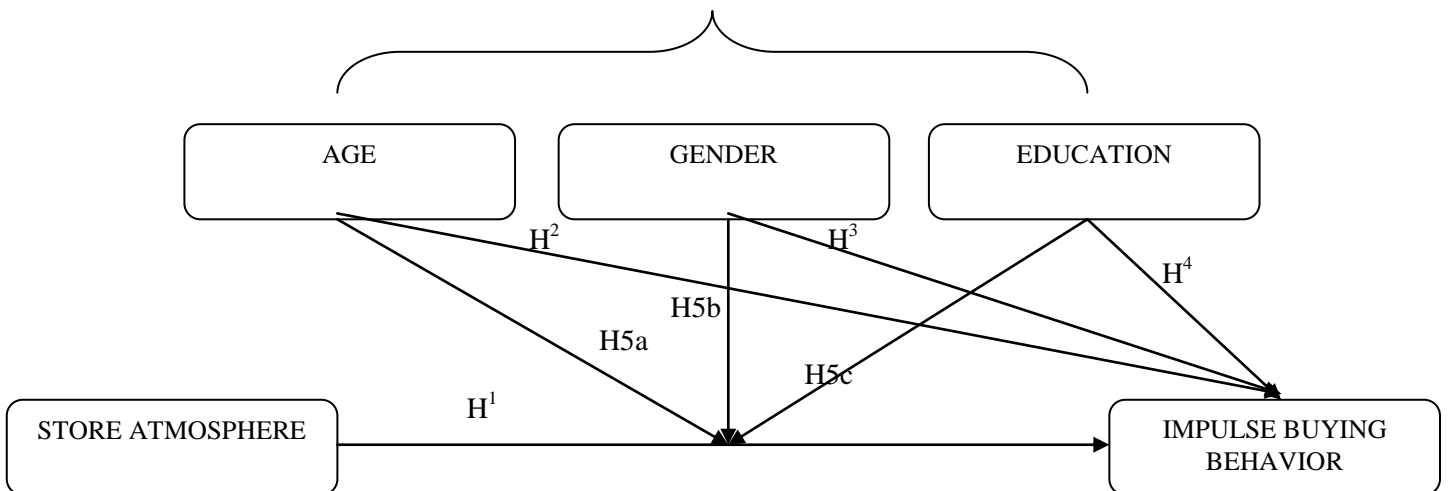 AGE
GENDER
EDUCATION
H²
H³
H⁴
H5b
H5a
H5c
H¹
STORE ATMOSPHERE
IMPULSE BUYING
BEHAVIOR